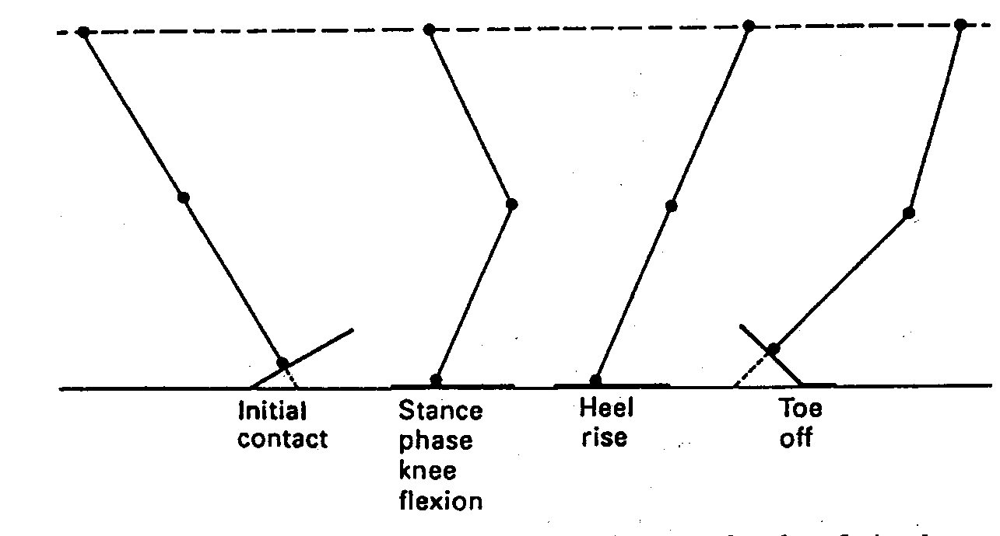 Initial
contact
Stance
phase
knee
flexion
Heel
rise
Toe
off